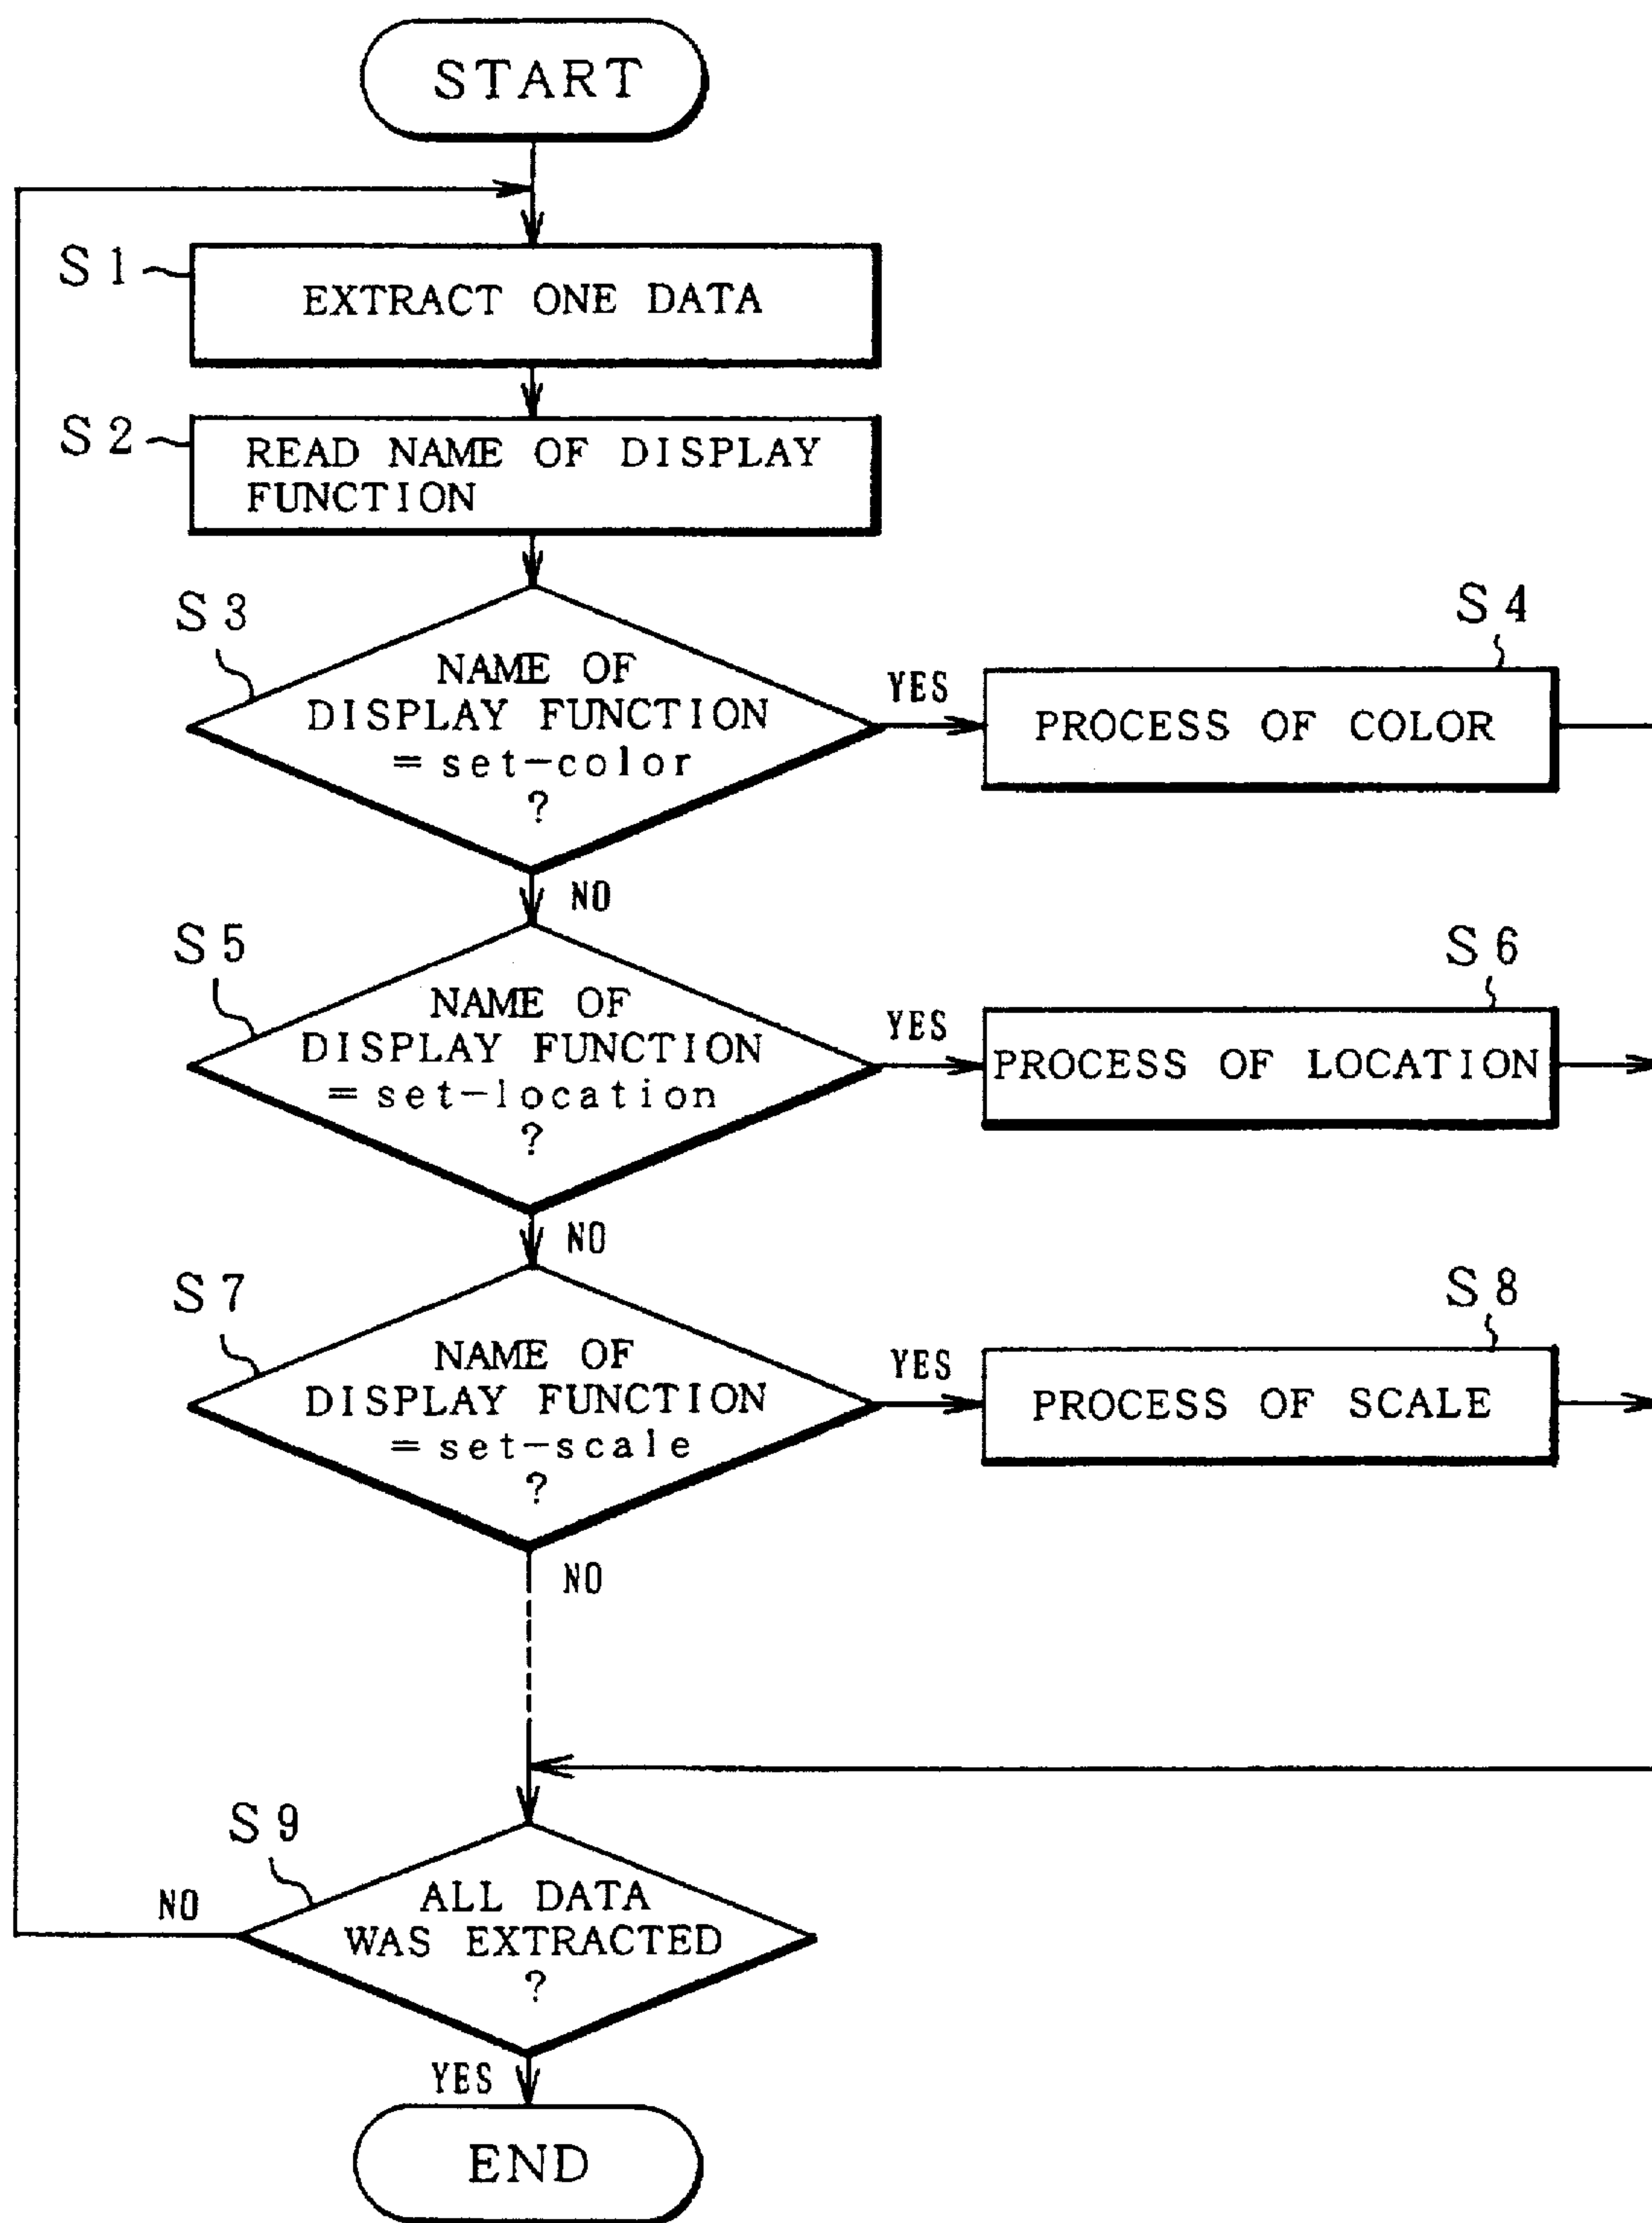 START
S1
EXTRACT ONE DATA
S2
READ NAME OF DISPLAY
FUNCTION
S3
NAME OF
DISPLAY FUNCTION
= set-color
?
YES
S4
PROCESS OF COLOR
NO
S5
NAME OF
DISPLAY FUNCTION
= set-location
?
YES
S6
PROCESS OF LOCATION
NO
S7
NAME OF
DISPLAY FUNCTION
= set-scale
?
YES
S8
PROCESS OF SCALE
NO
S9
ALL DATA
WAS EXTRACTED
?
NO
YES
END